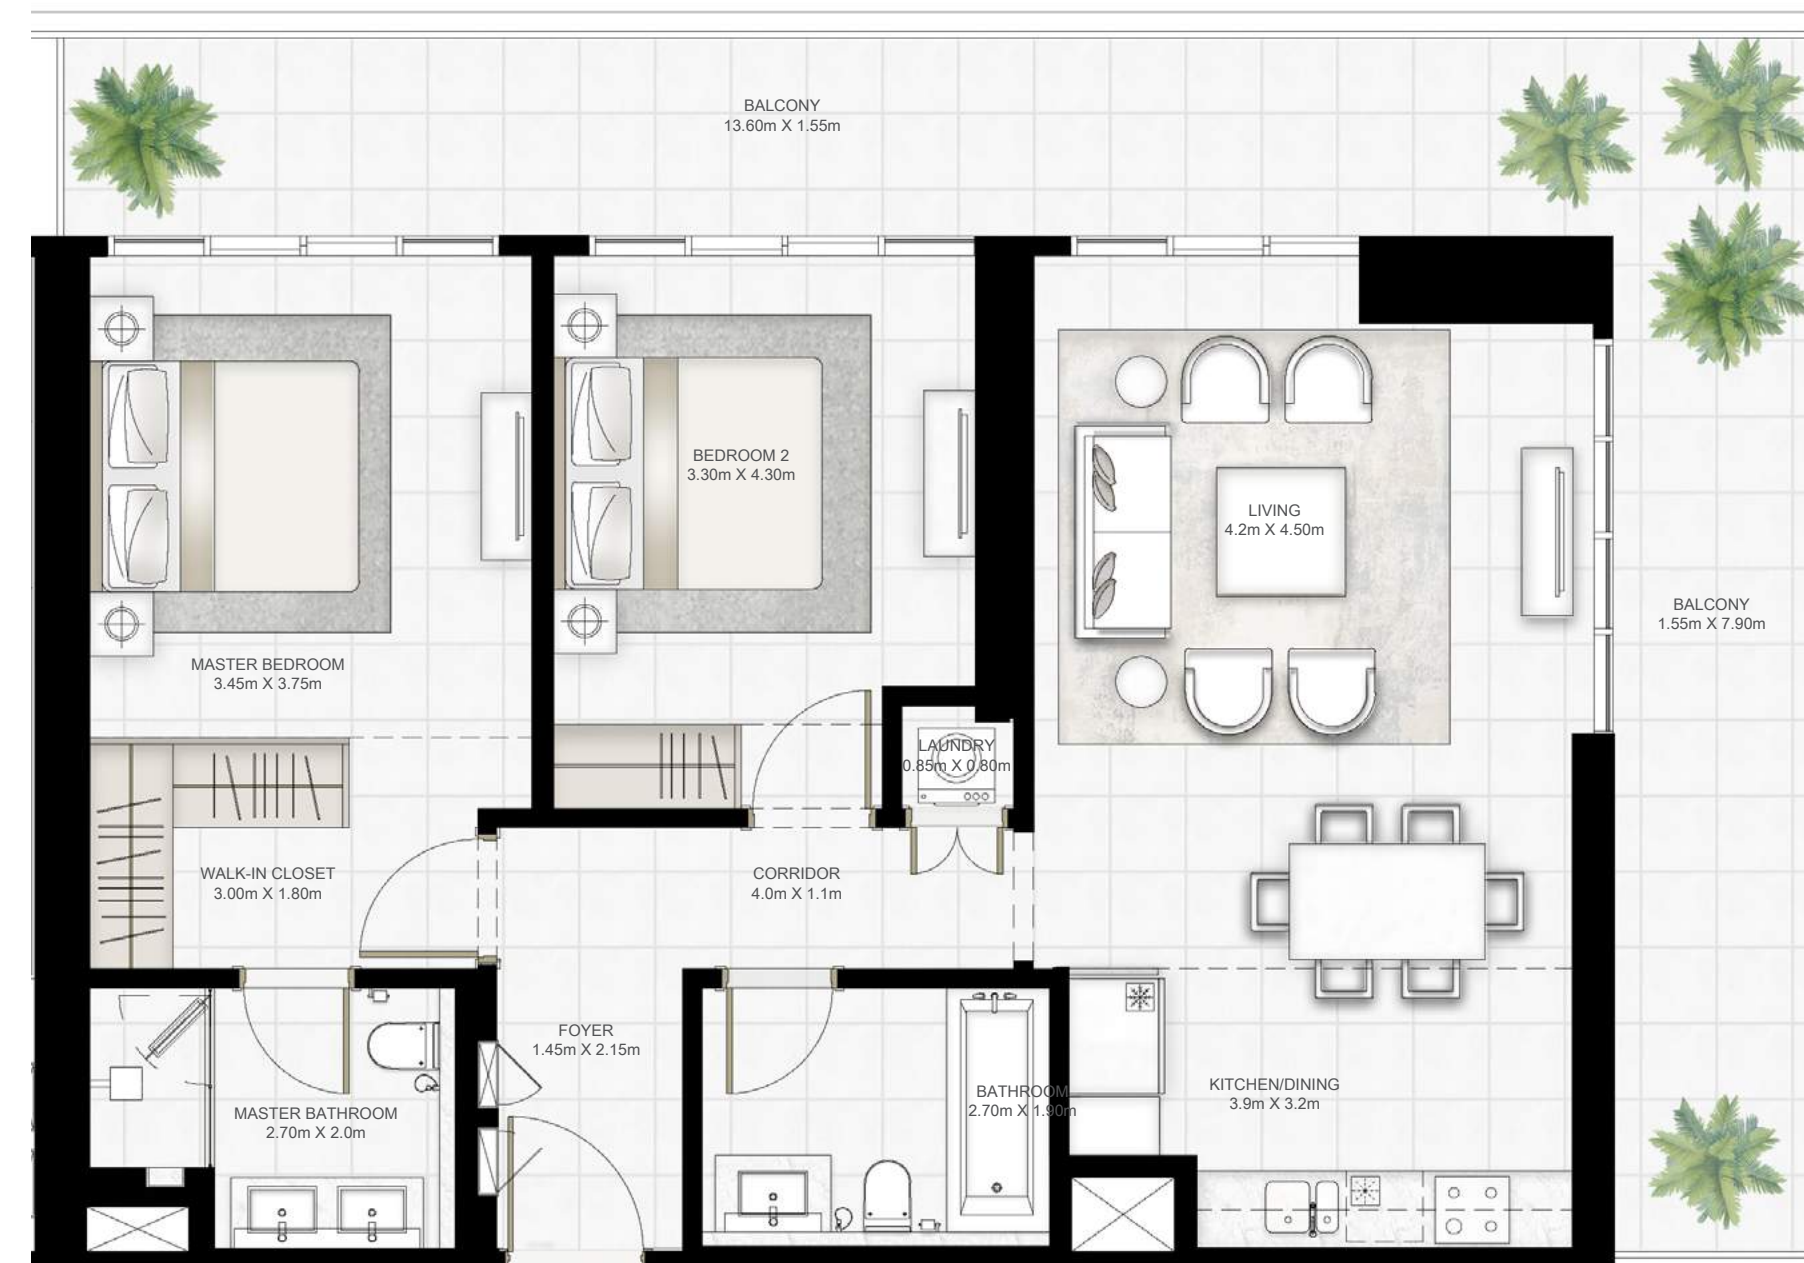 BALCONY
13.60m X 1.55m
BEDROOM 2
3.30m X 4.30m
LIVING
4.2m X 4.50m
BALCONY
1.55m X 7.90m
MASTER BEDROOM
3.45m X 3.75m
LAUNDRY
0.85m X 0.80m
WALK-IN CLOSET
3.00m X 1.80m
CORRIDOR
4.0m X 1.1m
FOYER
1.45m X 2.15m
BATHROOM
2.70m X 1.90m
KITCHEN/DINING
3.9m X 3.2m
MASTER BATHROOM
2.70m X 2.0m